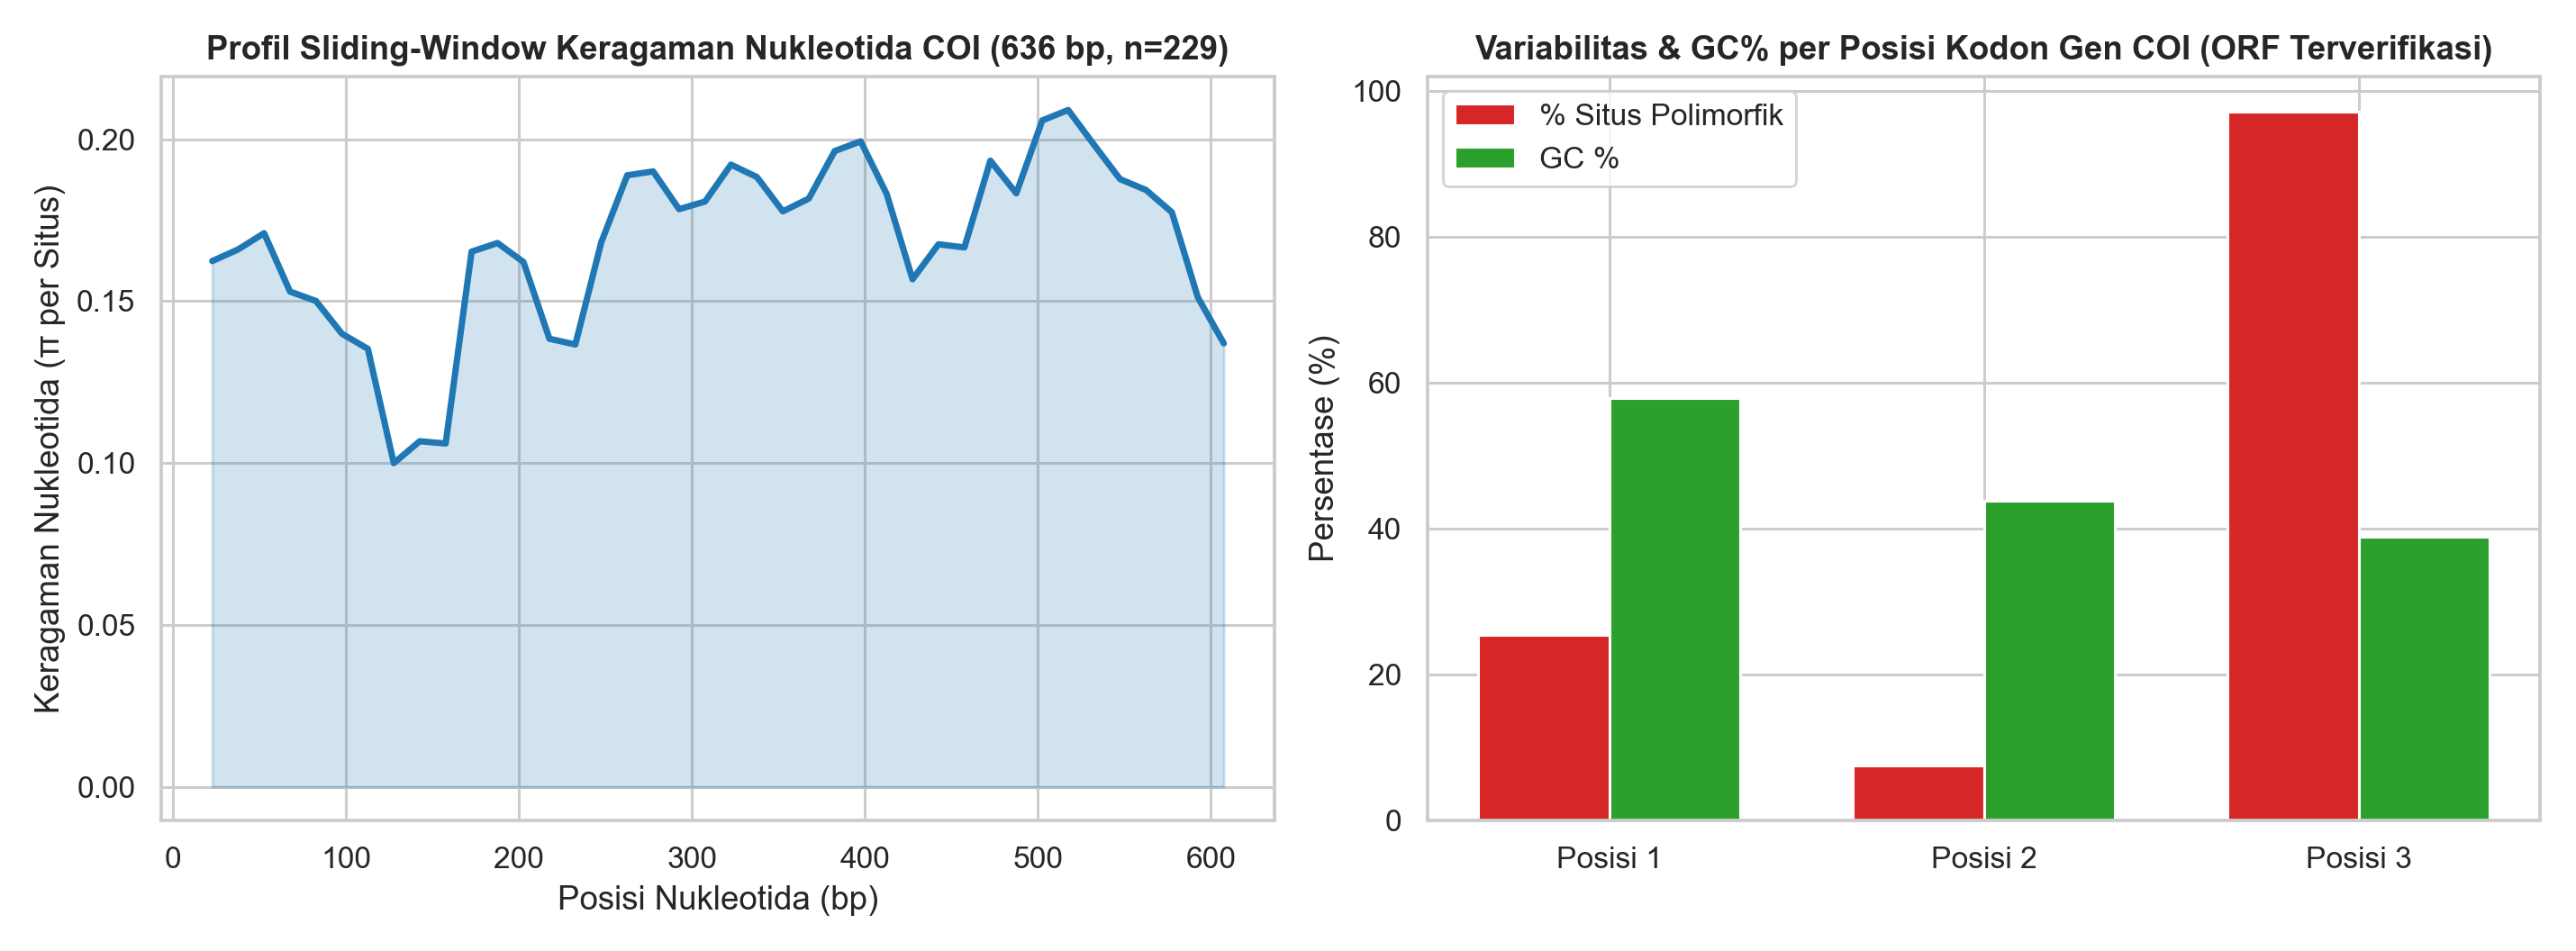 Profil Sliding-Window Keragaman Nukleotida COI (636 bp, n=229)
Keragaman Nukleotida (π per Situs)
0.20
0.15
0.10
0.05
0.00
0
100
200
300
400
500
600
Posisi Nukleotida (bp)
Variabilitas & GC% per Posisi Kodon Gen COI (ORF Terverifikasi)
% Situs Polimorfik
GC %
Persentase (%)
100
80
60
40
20
0
Posisi 1
Posisi 2
Posisi 3